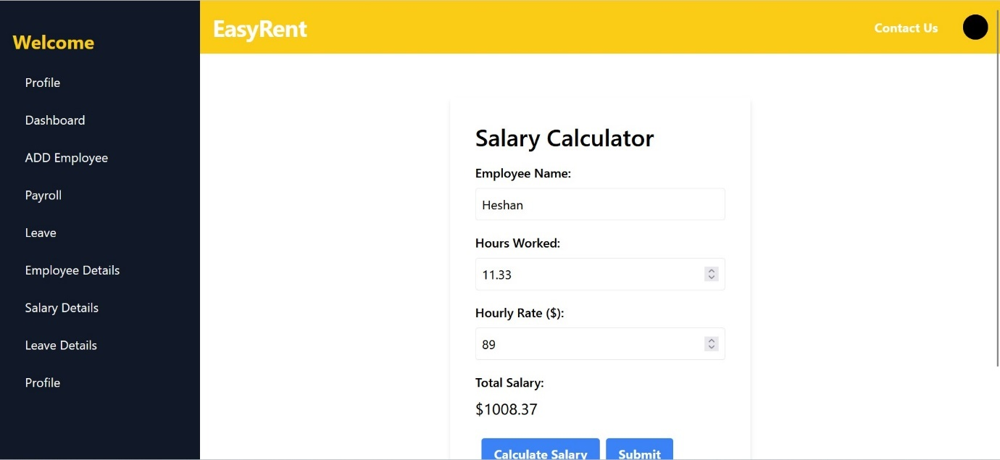 Welcome
Profile
Dashboard
ADD Employee
Payroll
Leave
Employee Details
Salary Details
Leave Details
Profile
EasyRent
Contact Us
Salary Calculator
Employee Name:
Heshan
Hours Worked:
11.33
Hourly Rate ($):
89
Total Salary:
$1008.37
Calculate Salary
Submit